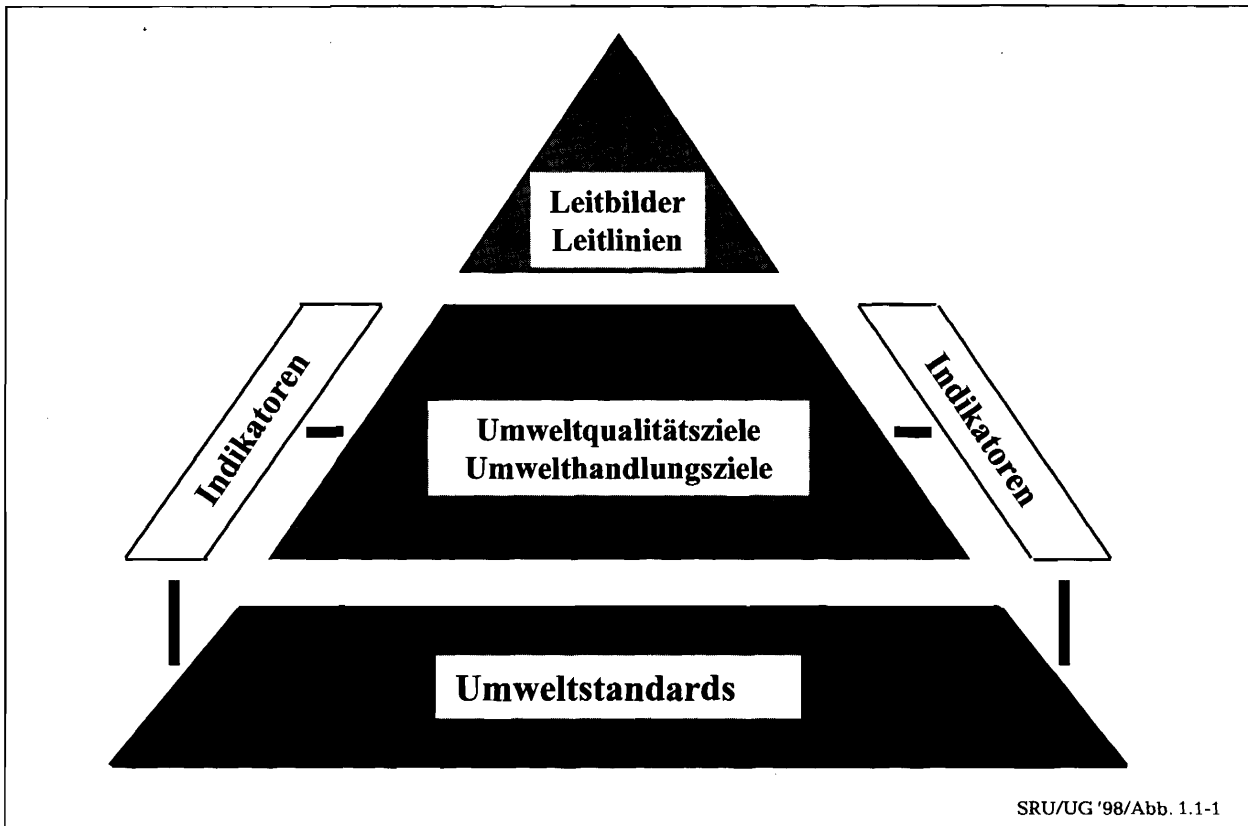 Leitbilder
Leitlinien
Indikatoren
Umweltqualitätsziele
Umwelthandlungsziele
Indikatoren
Umweltstandards
SRU/UG '98/Abb. 1.1-1